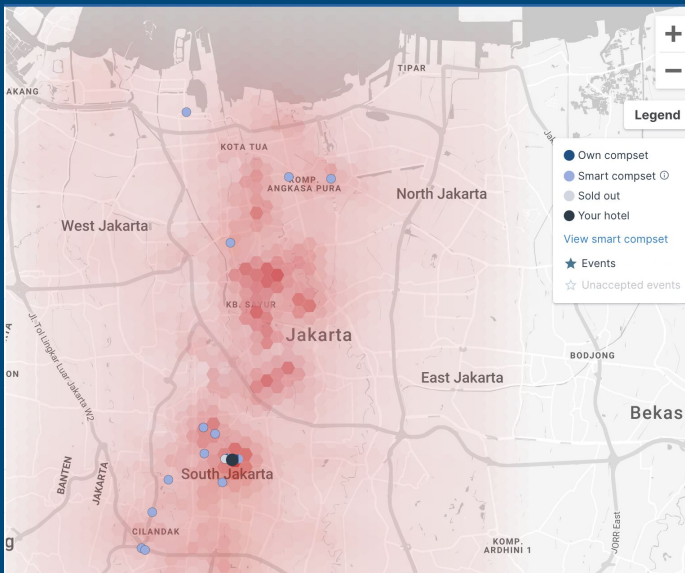 TIPAR
AKANG
Legend
KOTA TUA
Own compset
Smart compset
KOMP.
ANGKASA PURA
North Jakarta
Sold out
Your hotel
West Jakarta
View smart compset
Events
Unaccepted events
KB. SAYUR
Jakarta
Jl. Tol Lingkar Luar Jakarta W2
BODJONG
ON
East Jakarta
Bekas
BANTEN
JAKARTA
South Jakarta
CILANDAK
JORR East
KOMP.
ARDHINI 1
g